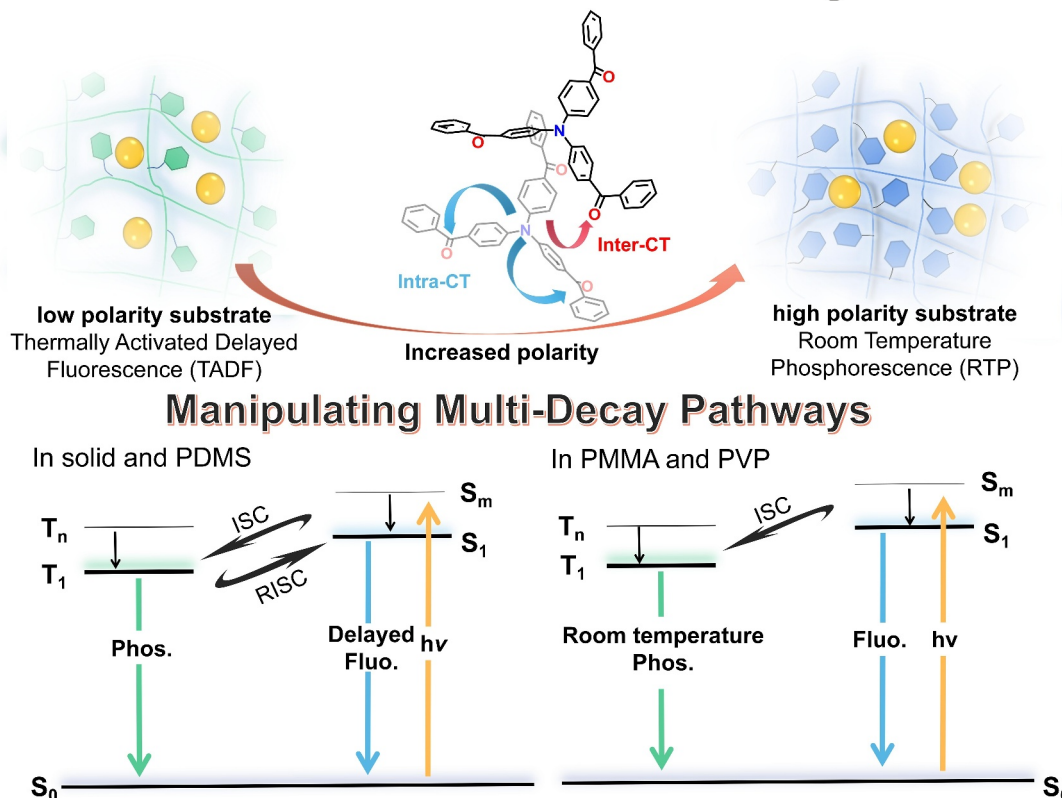 O
N
O
O
O
N
O
O
Intra-CT
Inter-CT
low polarity substrate
Thermally Activated Delayed
Fluorescence (TADF)
Increased polarity
high polarity substrate
Room Temperature
Phosphorescence (RTP)
Manipulating Multi-Decay Pathways
In solid and PDMS
Tn
T1
ISC
RISC
Sm
S1
Phos.
Delayed
Fluo.
hν
S0
In PMMA and PVP
Tn
T1
ISC
Sm
S1
Room temperature
Phos.
Fluo.
hν
S